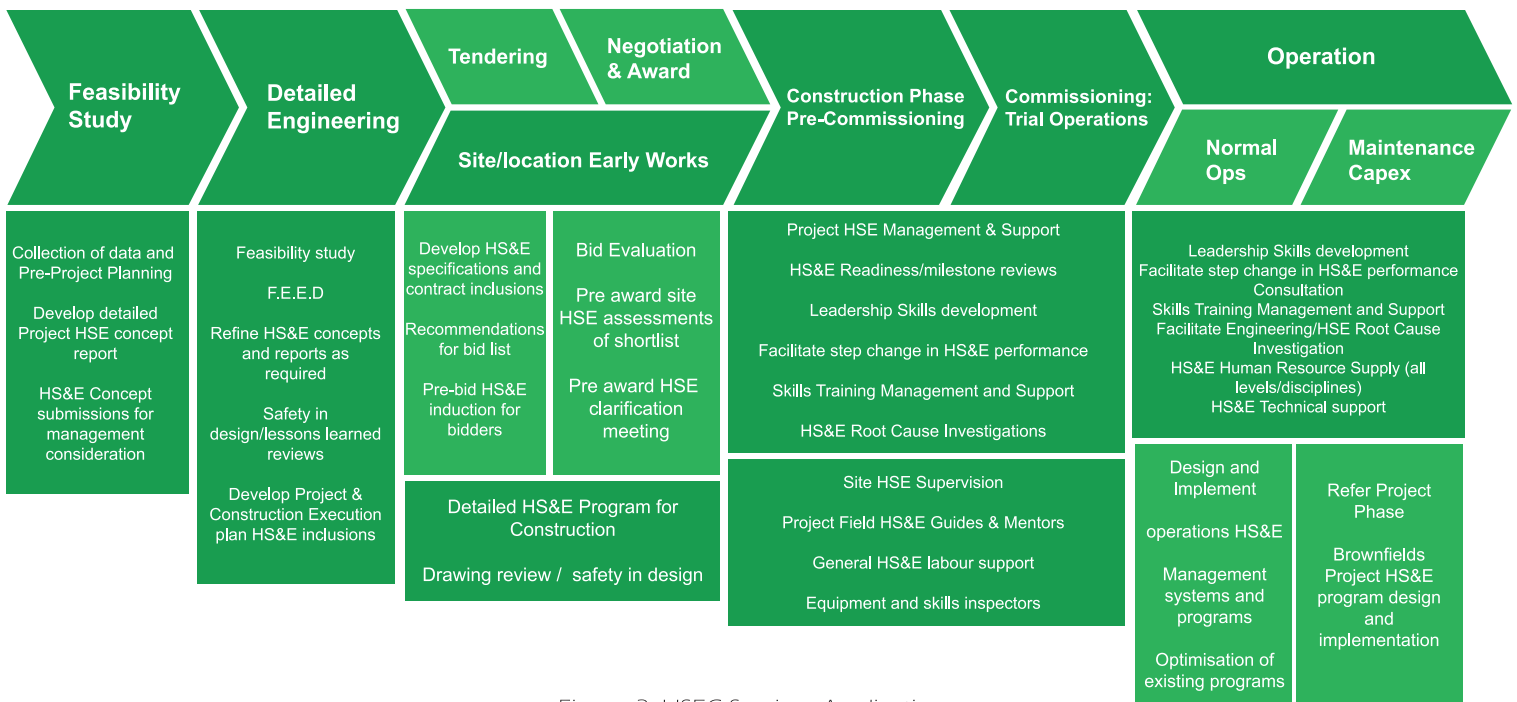 Feasibility
Study
Detailed
Engineering
Tendering
Negotiation
& Award
Site/location Early Works
Construction Phase
Pre-Commissioning
Commissioning:
Trial Operations
Operation
Normal
Ops
Maintenance
Capex
Collection of data and
Pre-Project Planning
Develop detailed
Project HSE concept
report
HS&E Concept
submissions for
management
consideration
Feasibility study
F.E.E.D
Refine HS&E concepts
and reports as
required
Safety in
design/lessons learned
reviews
Develop Project &
Construction Execution
plan HS&E inclusions
Develop HS&E
specifications and
contract inclusions
Recommendations
for bid list
Pre-bid HS&E
induction for
bidders
Bid Evaluation
Pre award site
HSE assessments
of shortlist
Pre award HSE
clarification
meeting
Detailed HS&E Program for
Construction
Drawing review / safety in design
Project HSE Management & Support
HS&E Readiness/milestone reviews
Leadership Skills development
Facilitate step change in HS&E performance
Skills Training Management and Support
HS&E Root Cause Investigations
Site HSE Supervision
Project Field HS&E Guides & Mentors
General HS&E labour support
Equipment and skills inspectors
Leadership Skills development
Facilitate step change in HS&E performance
Consultation
Skills Training Management and Support
Facilitate Engineering/HSE Root Cause
Investigation
HS&E Human Resource Supply (all
levels/disciplines)
HS&E Technical support
Design and
Implement
operations HS&E
Management
systems and
programs
Optimisation of
existing programs
Refer Project
Phase
Brownfields
Project HS&E
program design
and
implementation